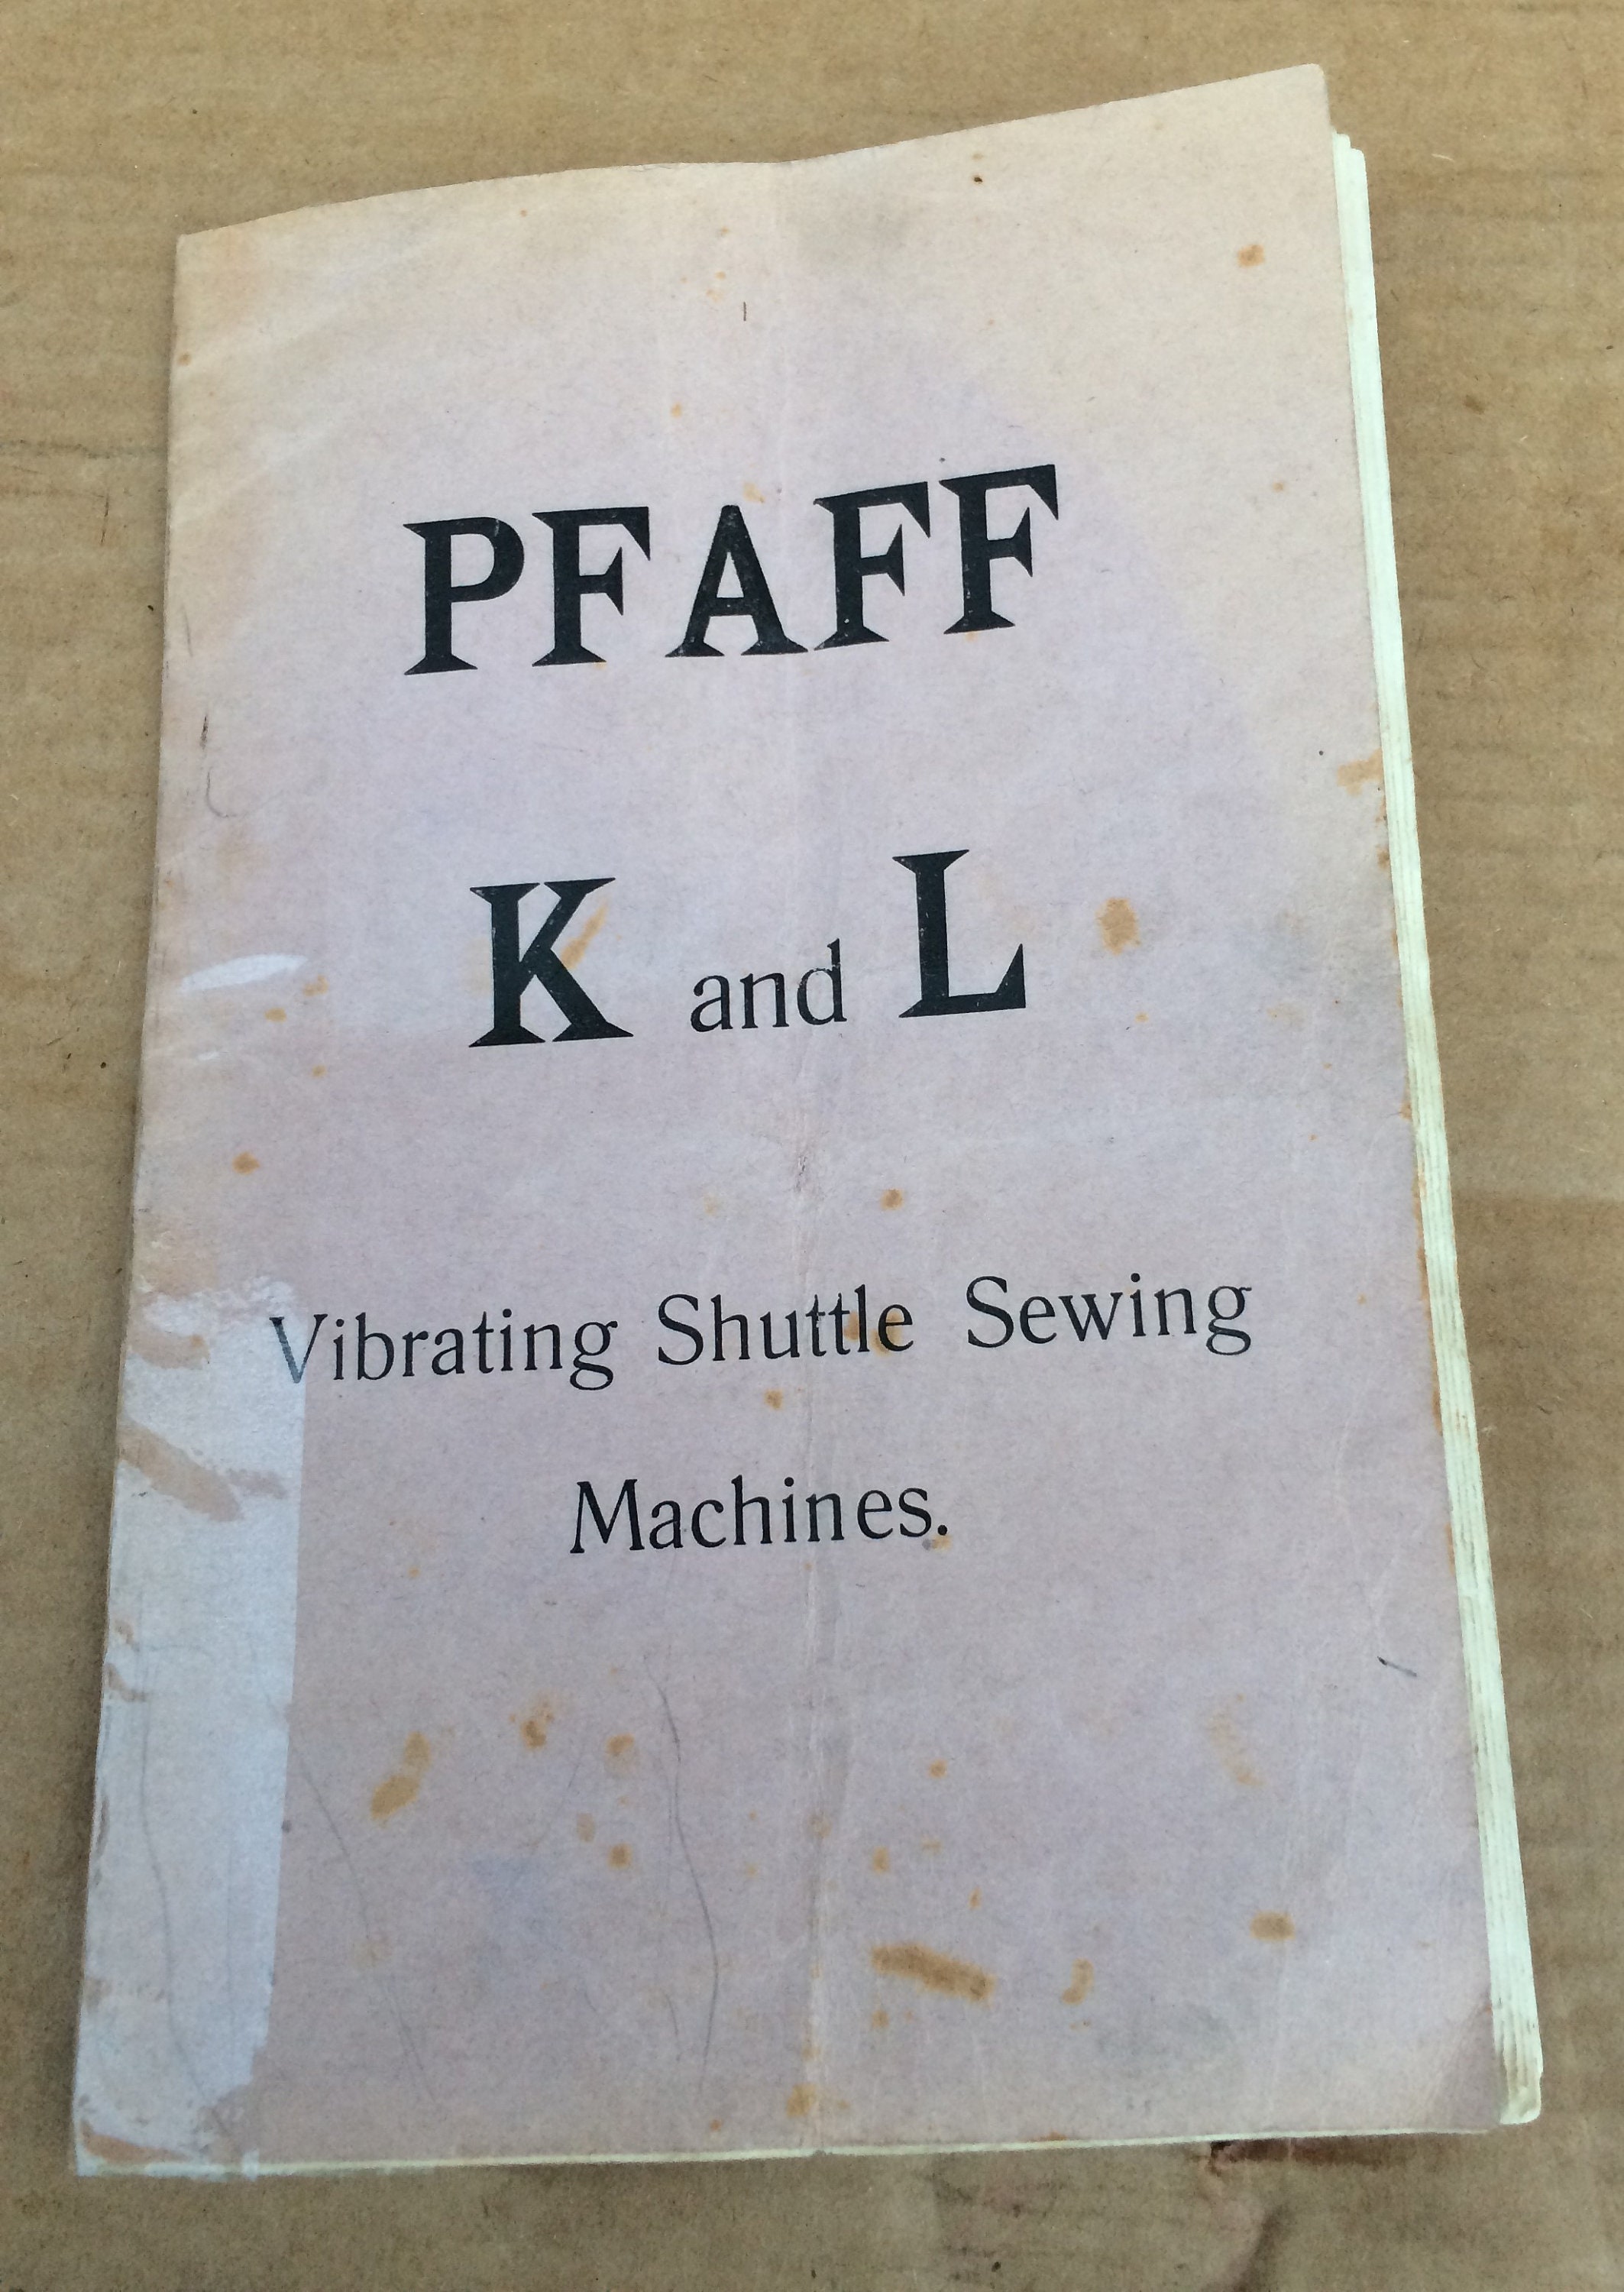 PFAFF
K and L
Vibrating Shuttle Sewing
Machines.